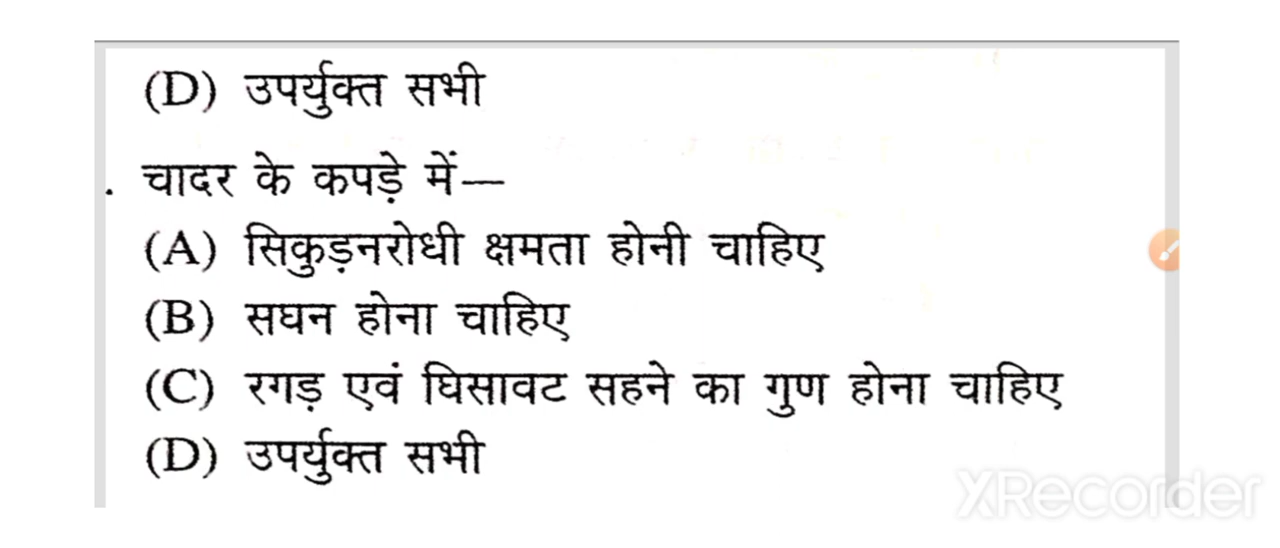 (D) उपर्युक्त सभी
. चादर के कपड़े में—
(A) सिकुड़नरोधी क्षमता होनी चाहिए
(B) सघन होना चाहिए
(C) रगड़ एवं घिसावट सहने का गुण होना चाहिए
(D) उपर्युक्त सभी
XRecorder